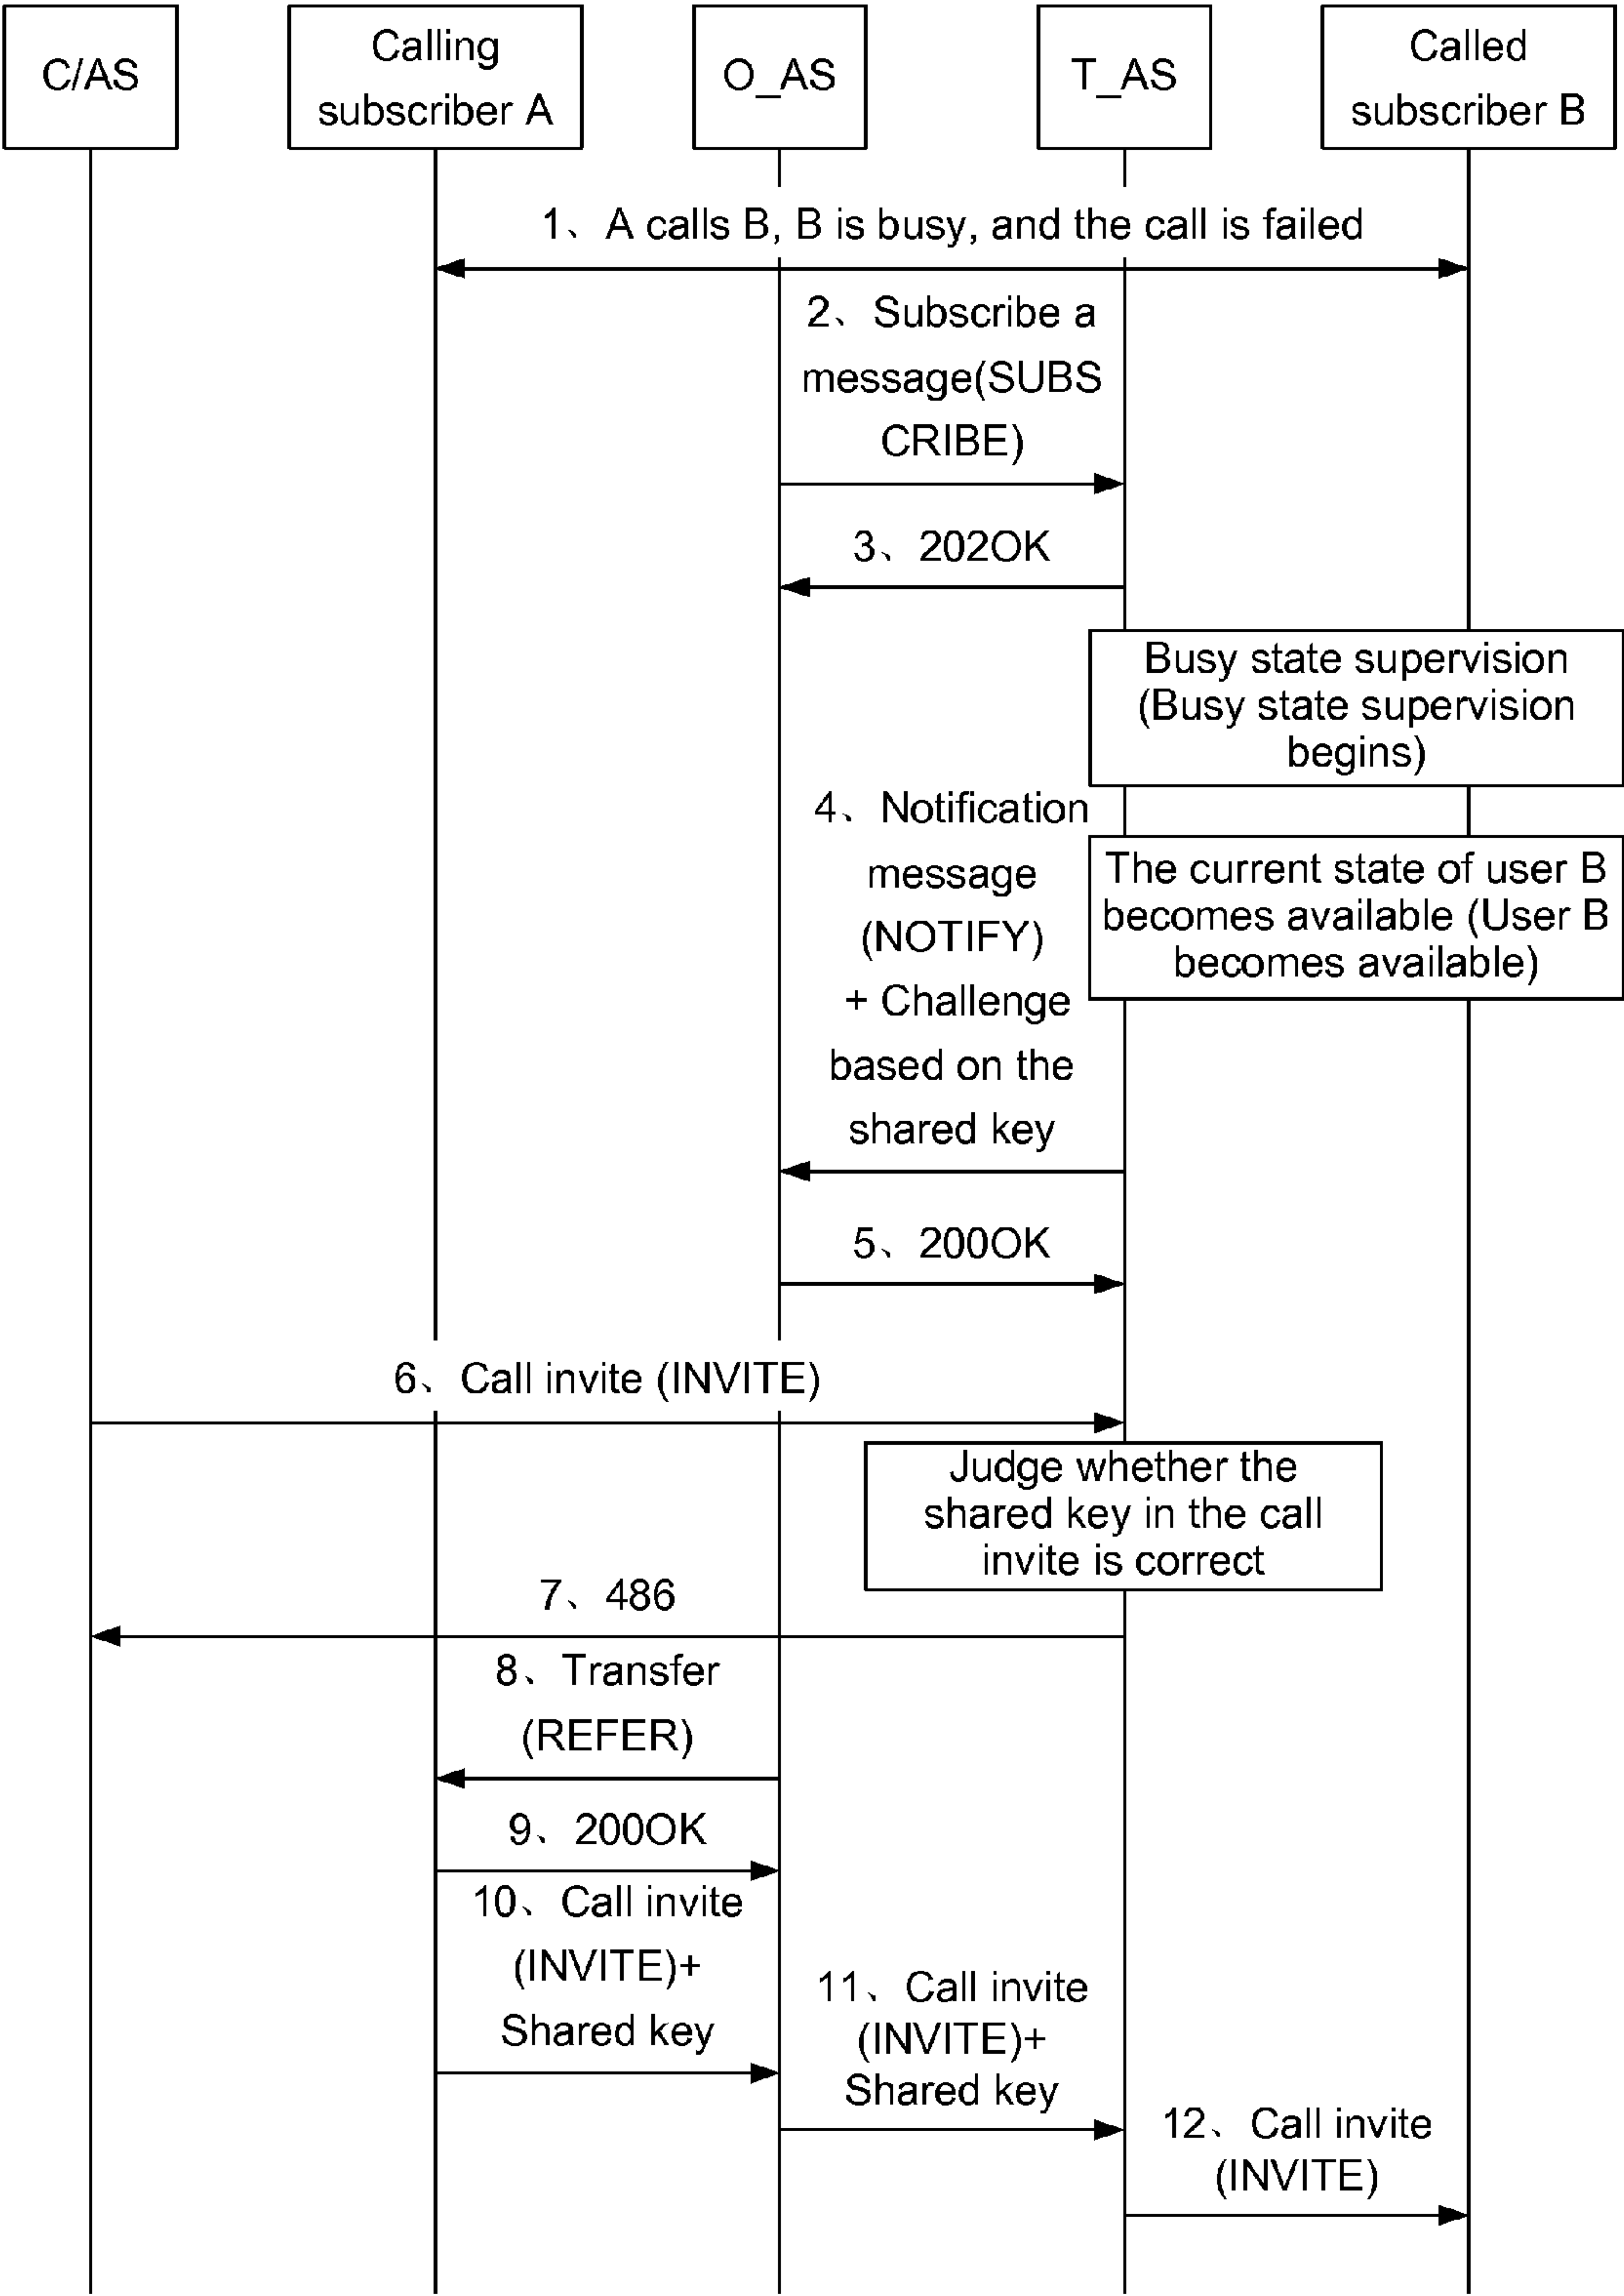 C/AS
Calling
subscriber A
O_AS
T_AS
Called
subscriber B
1、A calls B, B is busy, and the call is failed
2、Subscribe a
message(SUBS
CRIBE)
3、202OK
Busy state supervision
(Busy state supervision
begins)
4、Notification
message
(NOTIFY)
+ Challenge
based on the
shared key
The current state of user B
becomes available (User B
becomes available)
5、200OK
6、Call invite (INVITE)
Judge whether the
shared key in the call
invite is correct
7、486
8、Transfer
(REFER)
9、200OK
10、Call invite
(INVITE)+
Shared key
11、Call invite
(INVITE)+
Shared key
12、Call invite
(INVITE)